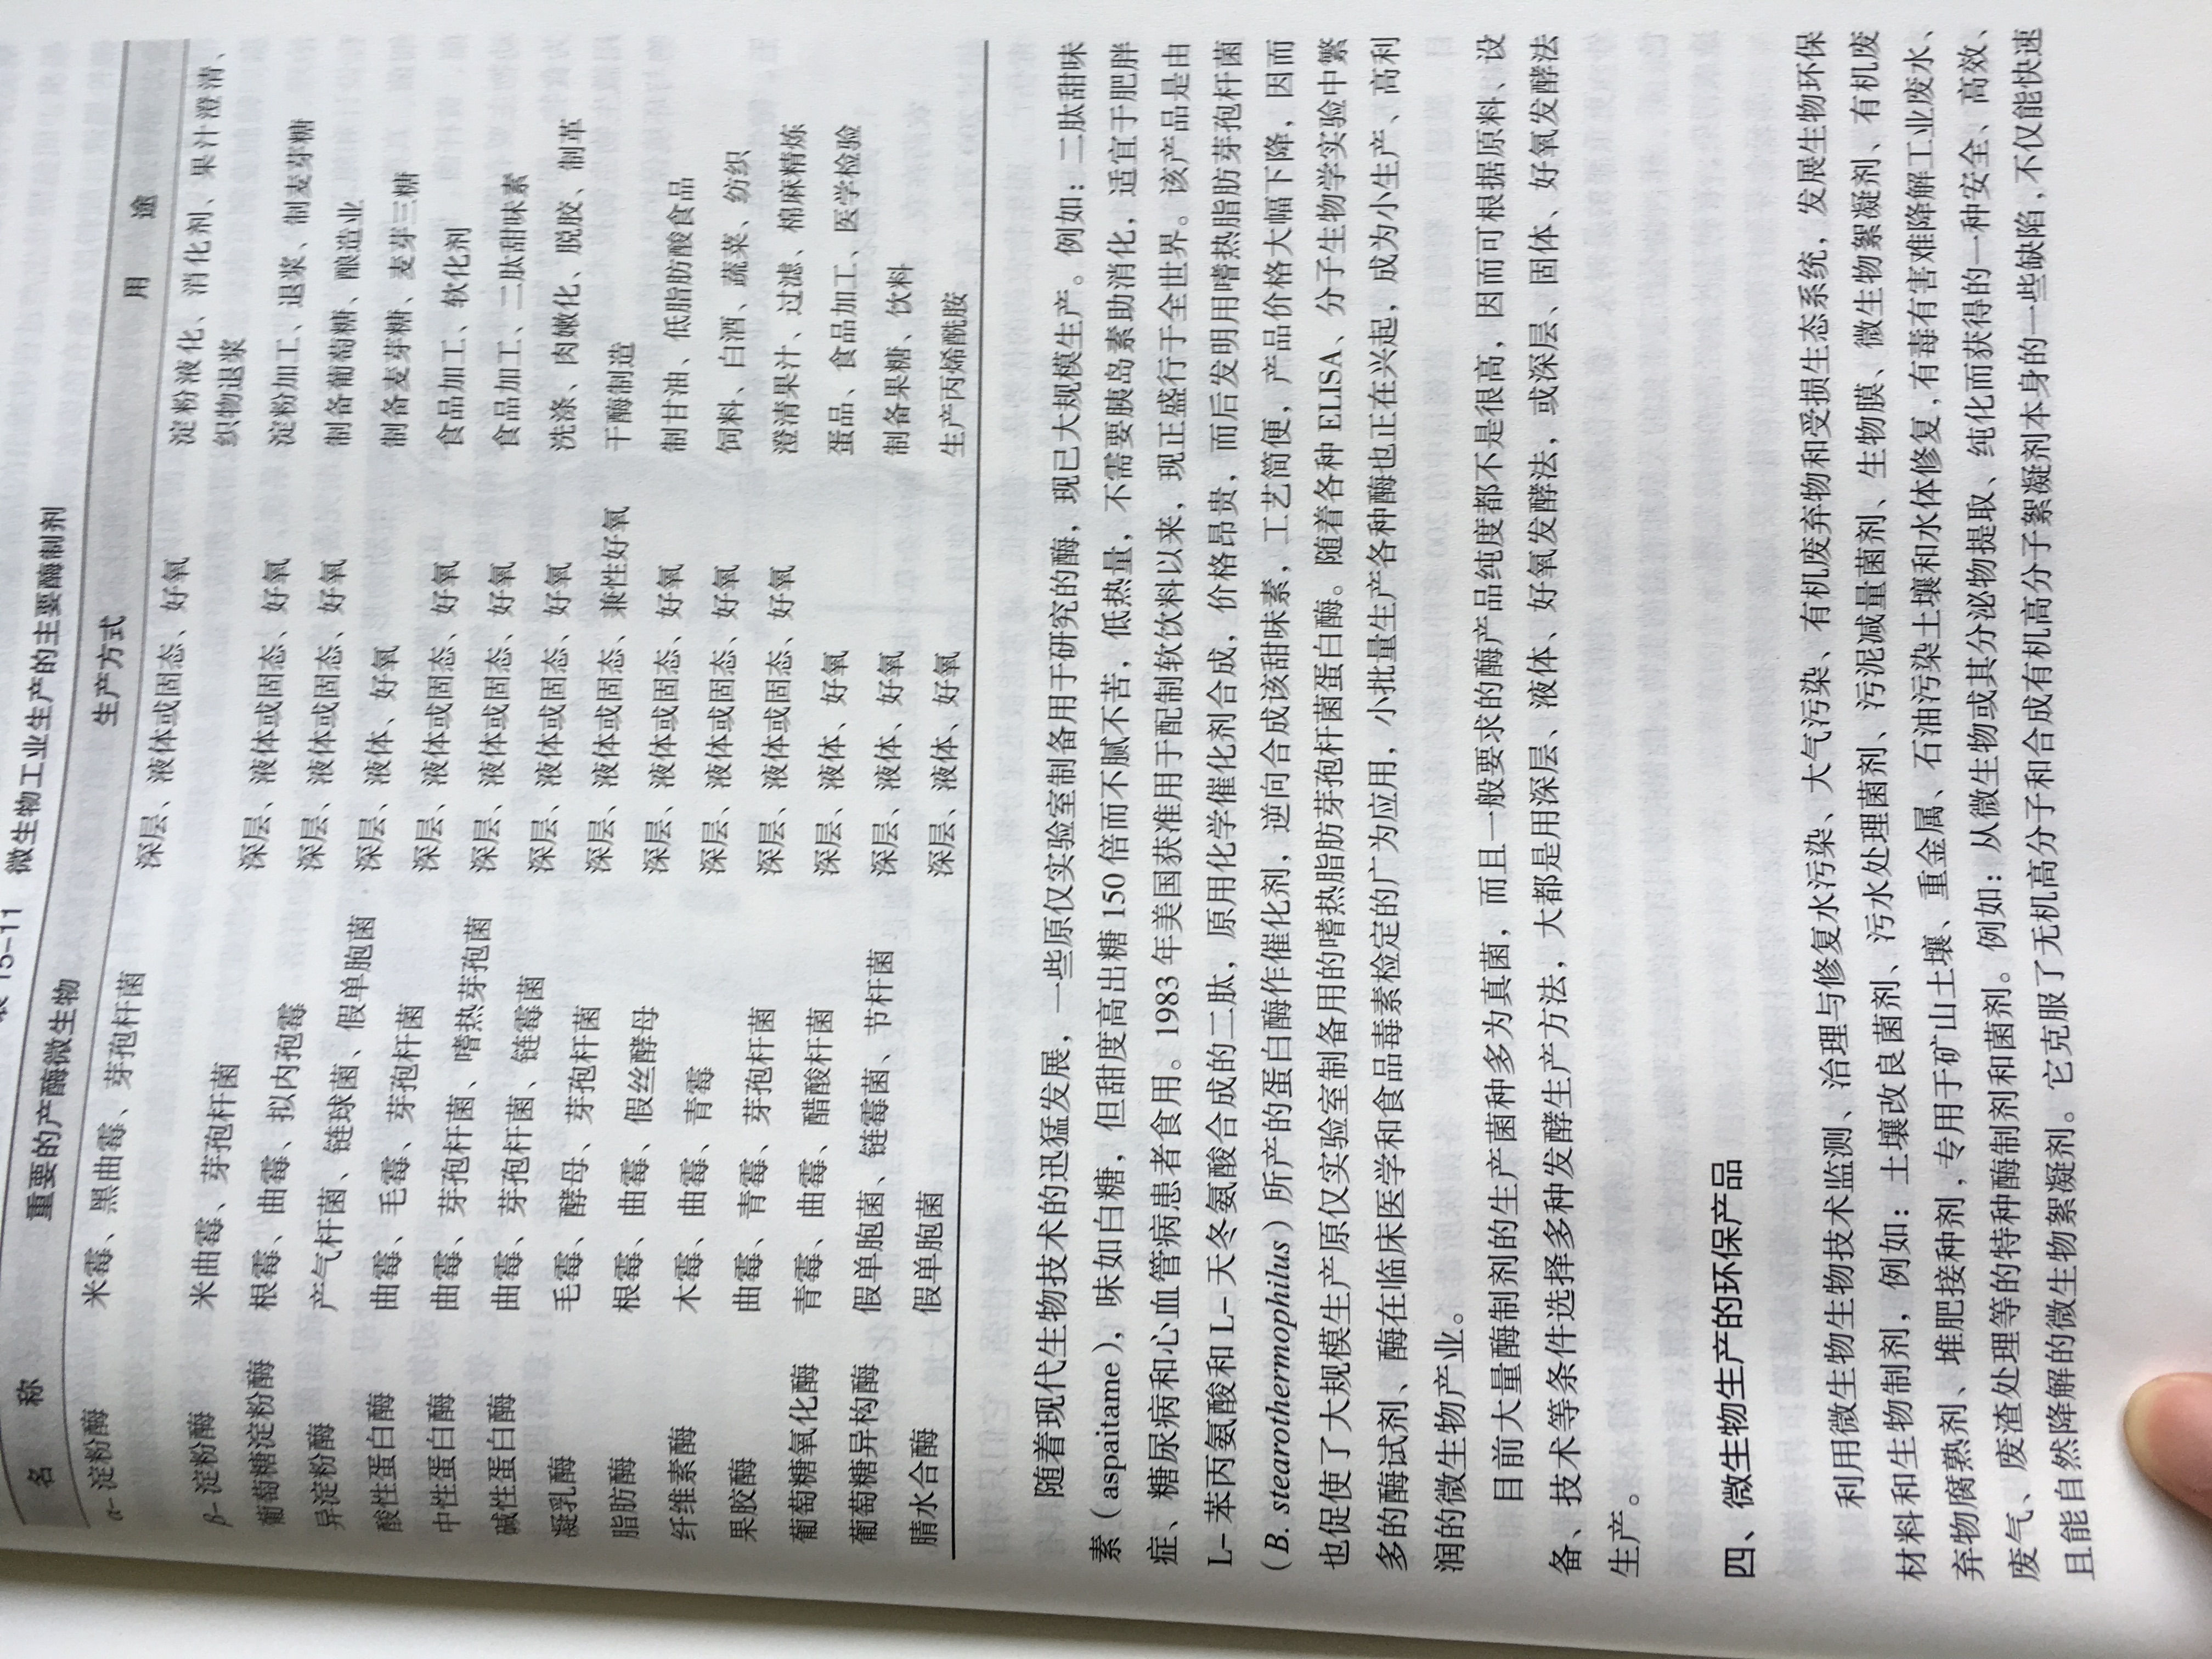 表 15-11 微生物工业生产的主要酶制剂
名 称 重要的产酶微生物 生产方式 用 途
α-淀粉酶 米霉、黑曲霉、芽孢杆菌 深层、液体或固态、好氧 淀粉液化、消化剂、果汁澄清、
织物退浆
β-淀粉酶 米曲霉、芽孢杆菌 深层、液体或固态、好氧 淀粉加工、退浆、制麦芽糖
葡萄糖淀粉酶 根霉、曲霉、拟内孢霉 深层、液体或固态、好氧 制备葡萄糖、酿造业
异淀粉酶 产气杆菌、链球菌、假单胞菌 深层、液体、好氧 制备麦芽糖、麦芽三糖
酸性蛋白酶 曲霉、毛霉、芽孢杆菌 深层、液体或固态、好氧 食品加工、软化剂
中性蛋白酶 曲霉、芽孢杆菌、嗜热芽孢菌 深层、液体或固态、好氧 食品加工、二肽甜味素
碱性蛋白酶 曲霉、芽孢杆菌、链霉菌 深层、液体或固态、好氧 洗涤、肉嫩化、脱胶、制革
凝乳酶 毛霉、酵母、芽孢杆菌 深层、液体或固态、兼性好氧 干酶制造
脂肪酶 根霉、曲霉、假丝酵母 深层、液体或固态、好氧 制甘油、低脂肪酸食品
纤维素酶 木霉、曲霉、青霉 深层、液体或固态、好氧 饲料、白酒、蔬菜、纺织
果胶酶 曲霉、青霉、芽孢杆菌 深层、液体或固态、好氧 澄清果汁、过滤、棉麻精炼
葡萄糖氧化酶 青霉、曲霉、醋酸杆菌 深层、液体、好氧 蛋品、食品加工、医学检验
葡萄糖异构酶 假单胞菌、链霉菌、节杆菌 深层、液体、好氧 制备果糖、饮料
腈水合酶 假单胞菌 深层、液体、好氧 生产丙烯酰胺
随着现代生物技术的迅猛发展，一些原仅实验室制备用于研究的酶，现已大规模生产。例如：二肽甜味
素（aspaitame），味如白糖，但甜度高出糖 150 倍而不腻不苦，低热量，不需要胰岛素助消化，适宜于肥胖
症、糖尿病和心血管病患者食用。1983 年美国获准用于配制软饮料以来，现正盛行于全世界。该产品是由
L-苯丙氨酸和 L-天冬氨酸合成的二肽，原用化学催化剂合成，价格昂贵，而后发明用嗜热脂肪芽孢杆菌
（B. stearothermophilus）所产的蛋白酶作催化剂，逆向合成该甜味素，工艺简便，产品价格大幅下降，因而
也促使了大规模生产原仅实验室制备用的嗜热脂肪芽孢杆菌蛋白酶。随着各种 ELISA、分子生物学实验中繁
多的酶试剂、酶在临床医学和食品毒素检定的广为应用，小批量生产各种酶也正在兴起，成为小生产、高利
润的微生物产业。
目前大量酶制剂的生产菌种多为真菌，而且一般要求的酶产品纯度都不是很高，因而可根据原料、设
备、技术等条件选择多种发酵生产方法，大都是用深层、液体、好氧发酵法，或深层、固体、好氧发酵法
生产。
四、微生物生产的环保产品
利用微生物生物技术监测、治理与修复水污染、大气污染、有机废弃物和受损生态系统，发展生物环保
材料和生物制剂，例如：土壤改良菌剂、污水处理菌剂、污泥减量菌剂、生物膜、微生物絮凝剂、有机废
弃物腐熟剂、堆肥接种剂，专用于矿山土壤、重金属、石油污染土壤和水体修复，有毒有害难降解工业废水、
废气、废渣处理等的特种酶制剂和菌剂。例如：从微生物或其分泌物提取、纯化而获得的一种安全、高效、
且能自然降解的微生物絮凝剂。它克服了无机高分子和合成有机高分子絮凝剂本身的一些缺陷，不仅能快速